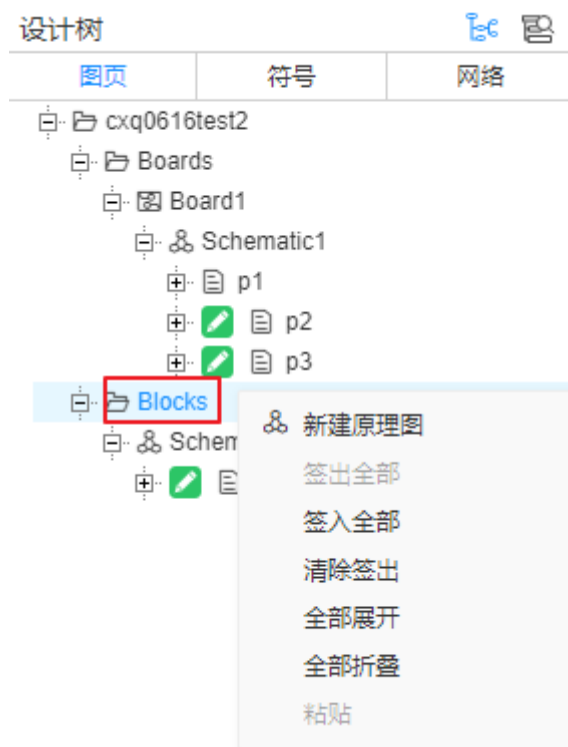 设计树
图页 符号 网络
cxq0616test2
Boards
Board1
Schematic1
p1
p2
p3
Blocks
新建原理图
Schem
签出全部
签入全部
清除签出
全部展开
全部折叠
粘贴